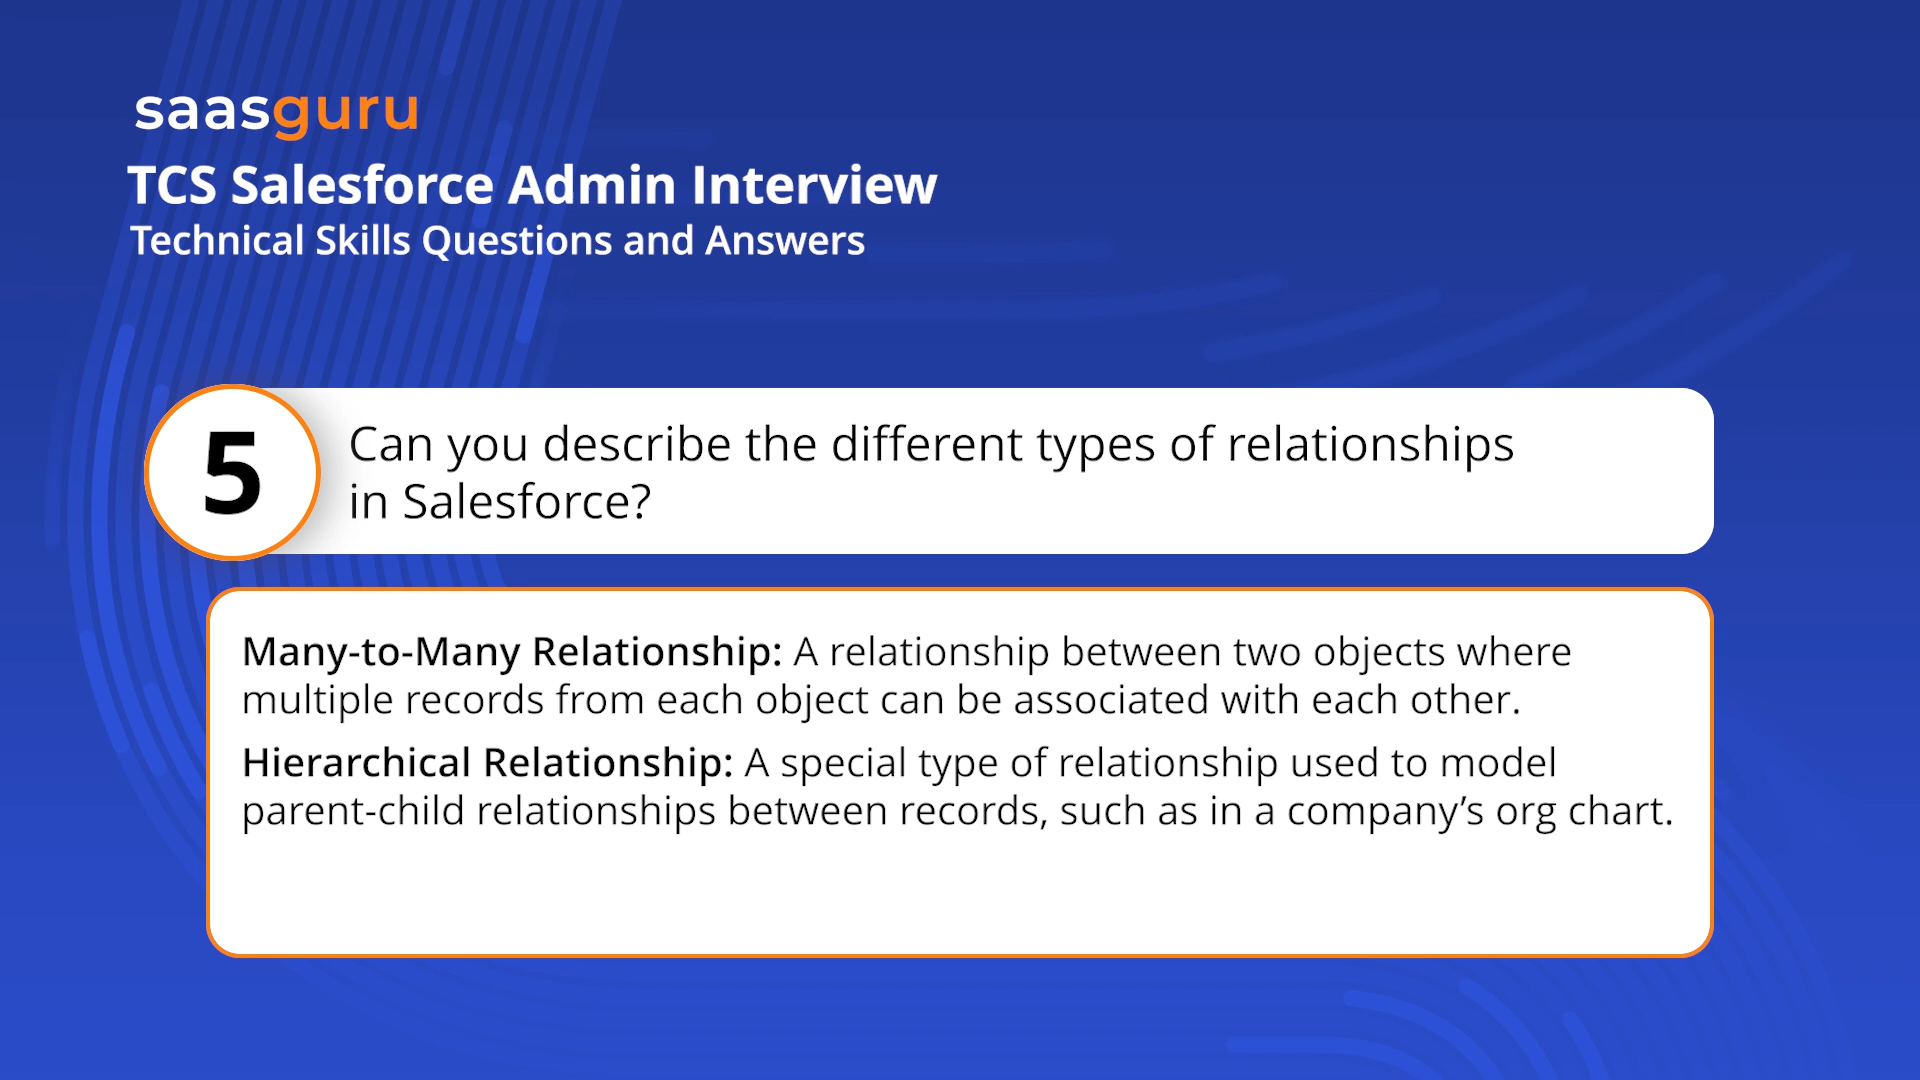 saasguru
TCS Salesforce Admin Interview
Technical Skills Questions and Answers
5
Can you describe the different types of relationships
in Salesforce?
Many-to-Many Relationship: A relationship between two objects where
multiple records from each object can be associated with each other.
Hierarchical Relationship: A special type of relationship used to model
parent-child relationships between records, such as in a company’s org chart.